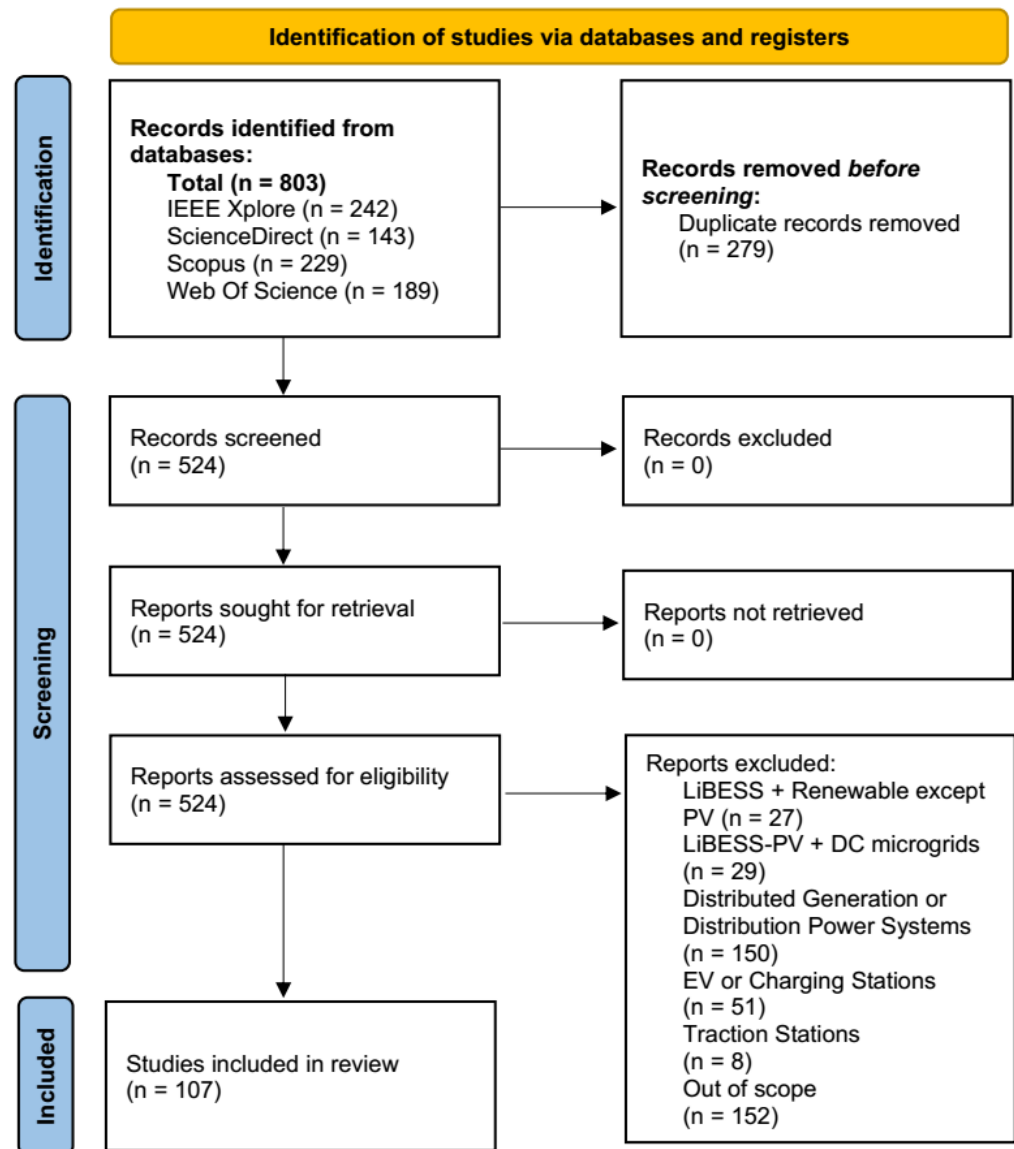 Identification of studies via databases and registers
Identification
Records identified from
databases:
Total (n = 803)
IEEE Xplore (n = 242)
ScienceDirect (n = 143)
Scopus (n = 229)
Web Of Science (n = 189)
Records removed before
screening:
Duplicate records removed
(n = 279)
Screening
Records screened
(n = 524)
Records excluded
(n = 0)
Reports sought for retrieval
(n = 524)
Reports not retrieved
(n = 0)
Reports assessed for eligibility
(n = 524)
Reports excluded:
LiBESS + Renewable except
PV (n = 27)
LiBESS-PV + DC microgrids
(n = 29)
Distributed Generation or
Distribution Power Systems
(n = 150)
EV or Charging Stations
(n = 51)
Traction Stations
(n = 8)
Out of scope
(n = 152)
Included
Studies included in review
(n = 107)